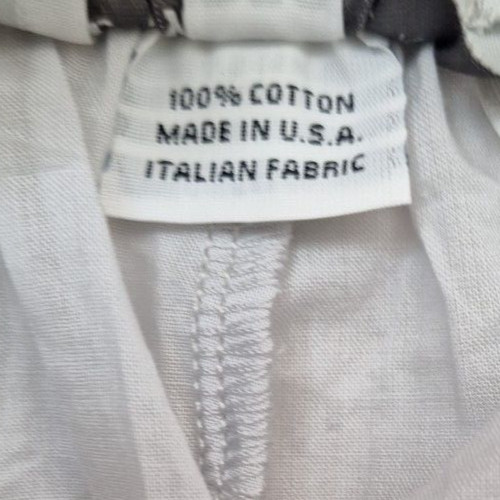 100% COTTON
MADE IN U.S.A.
ITALIAN FABRIC